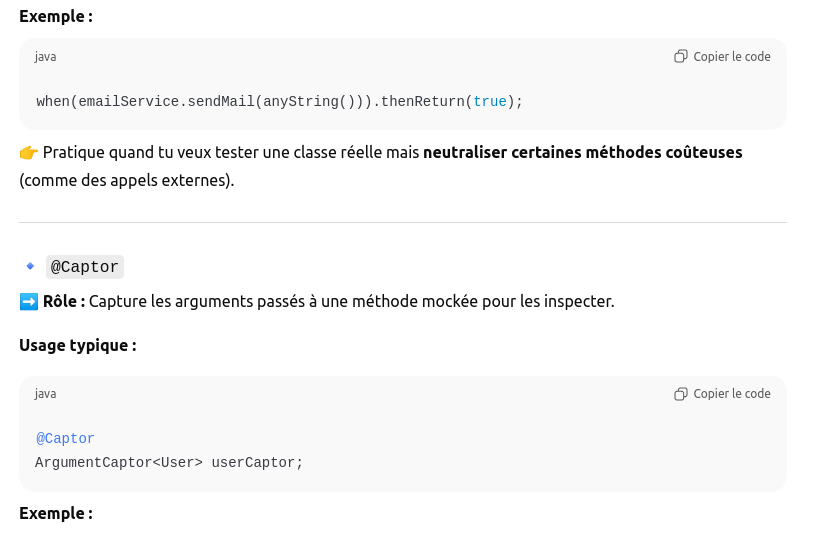 Exemple :
java
Copier le code
when(emailService.sendMail(anyString())).thenReturn(true);
👉 Pratique quand tu veux tester une classe réelle mais neutraliser certaines méthodes coûteuses
(comme des appels externes).
🔹 @Captor
➡️ Rôle : Capture les arguments passés à une méthode mockée pour les inspecter.
Usage typique :
java
Copier le code
@Captor
ArgumentCaptor<User> userCaptor;
Exemple :